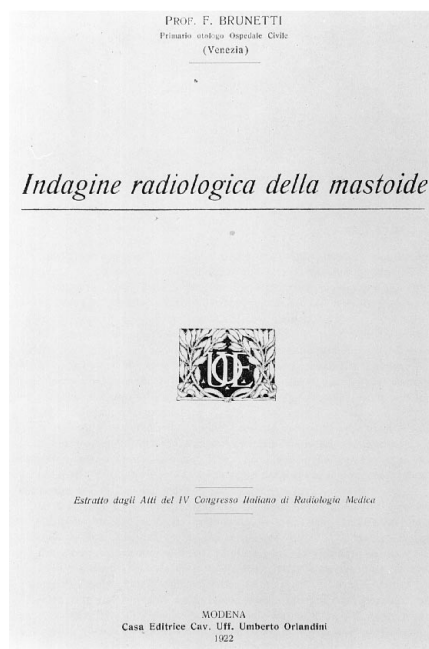 PROF. F. BRUNETTI
Primario otologo Ospedale Civile
(Venezia)
Indagine radiologica della mastoide
UOE
Estratto dagli Atti del IV Congresso Italiano di Radiologia Medica
MODENA
Casa Editrice Cav. Uff. Umberto Orlandini
1922